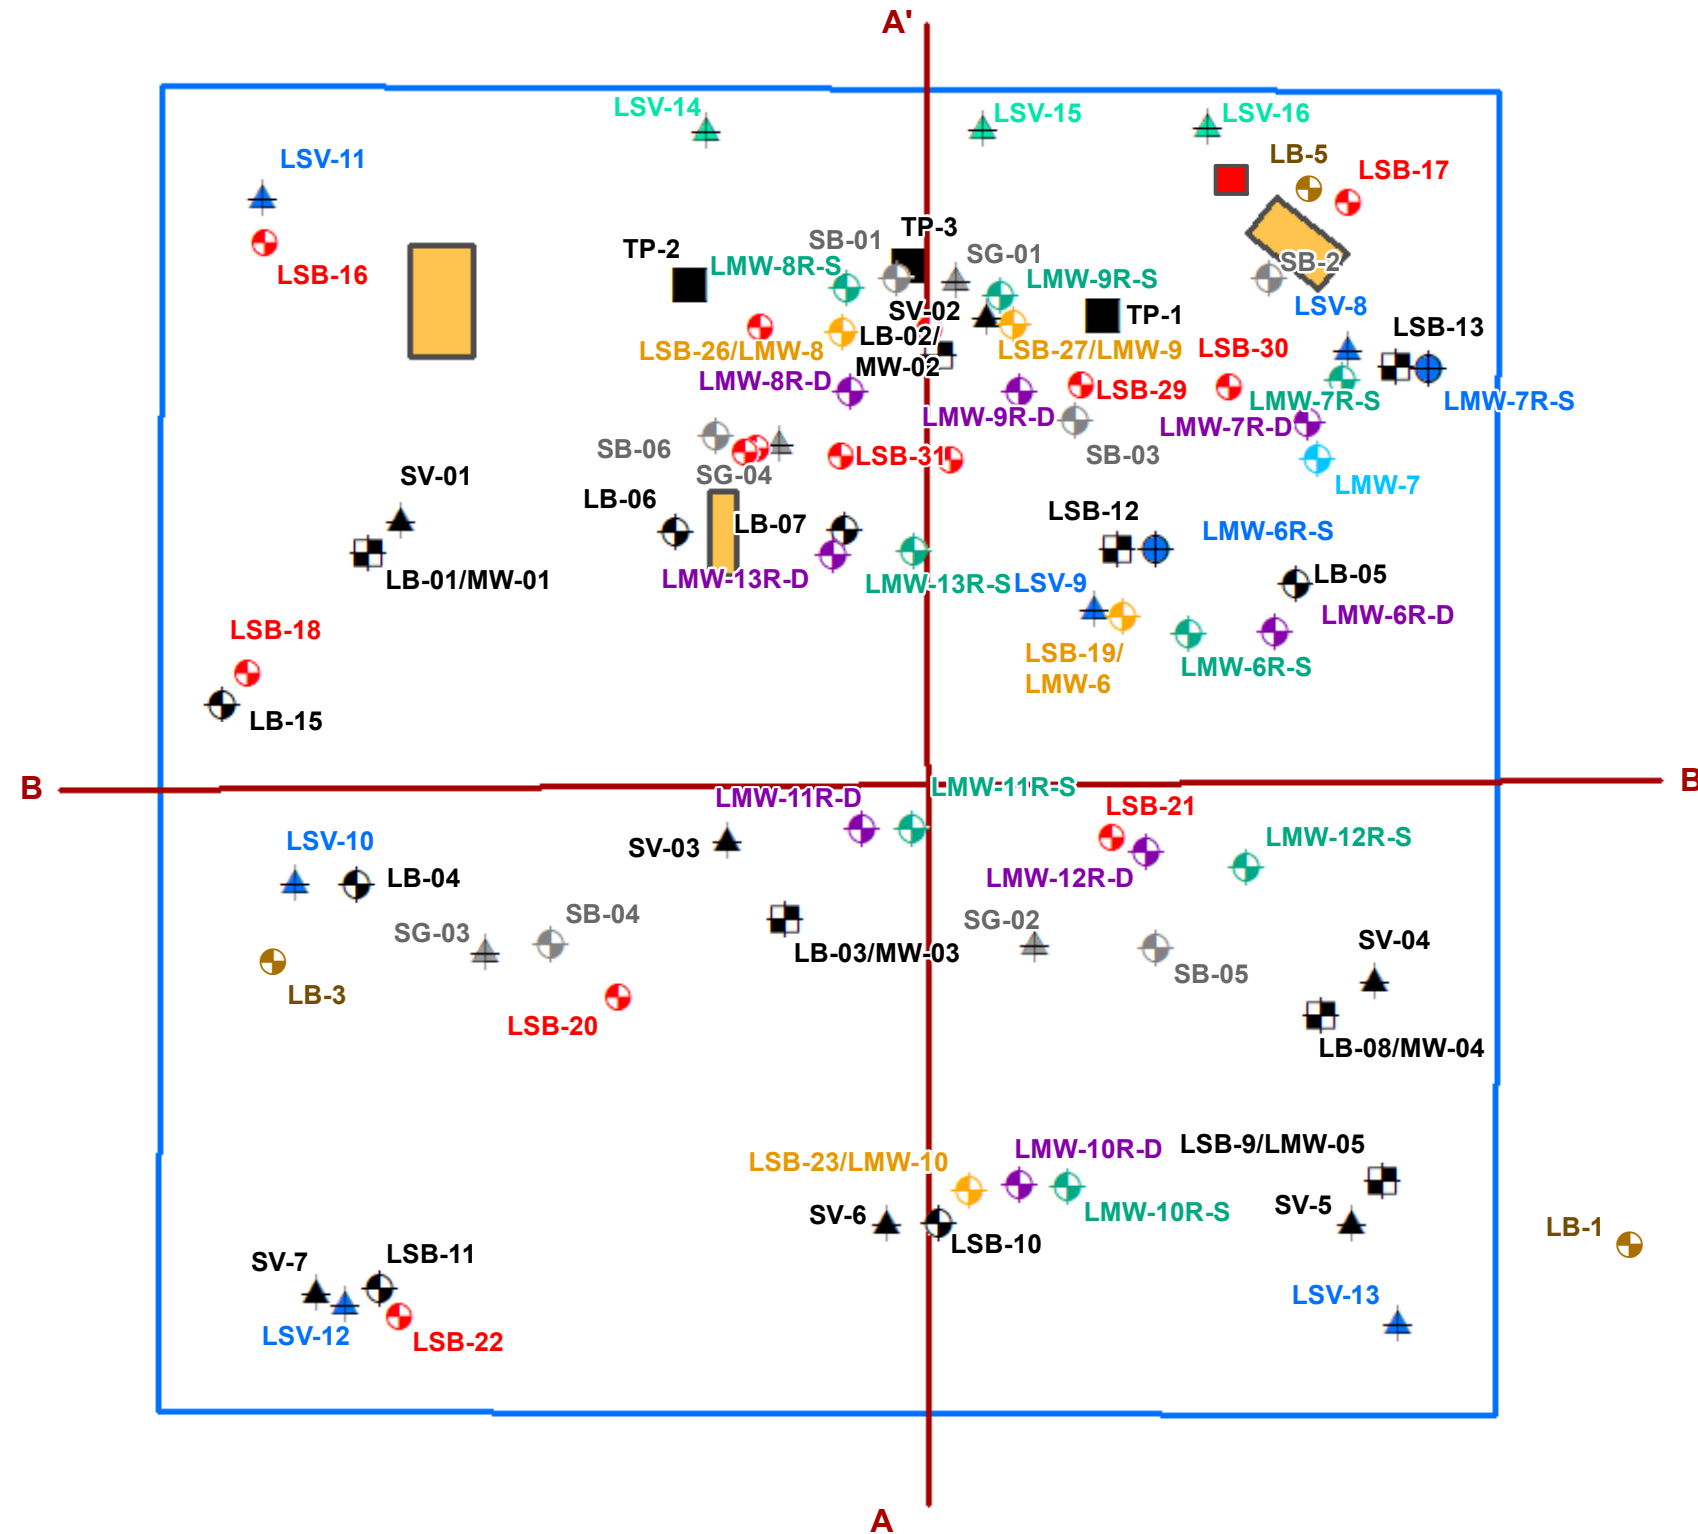 A'
LSV-14
LSV-15
LSV-16
LSV-11
LB-5
LSB-17
TP-3
SB-01
TP-2
SG-01
LMW-8R-S
LMW-9R-S
SB-2
LSB-16
LSV-8
SV-02
TP-1
LSB-13
LB-02/
MW-02
LSB-26/LMW-8
LSB-27/LMW-9
LSB-30
LMW-8R-D
LSB-29
LMW-7R-S
LMW-7R-S
LMW-9R-D
LMW-7R-D
SB-06
LSB-31
SB-03
SG-04
SV-01
LMW-7
LB-06
LB-07
LSB-12
LMW-6R-S
LB-01/MW-01
LMW-13R-D
LMW-13R-S
LSV-9
LB-05
LMW-6R-D
LSB-18
LSB-19/
LMW-6
LMW-6R-S
LB-15
B
LMW-11R-S
B
LMW-11R-D
LSB-21
LSV-10
SV-03
LMW-12R-S
LB-04
LMW-12R-D
SG-03
SB-04
SG-02
LB-03/MW-03
SV-04
SB-05
LB-3
LSB-20
LB-08/MW-04
LSB-23/LMW-10
LMW-10R-D
LSB-9/LMW-05
SV-6
LMW-10R-S
SV-5
LB-1
LSB-10
SV-7
LSB-11
LSV-13
LSV-12
LSB-22
A